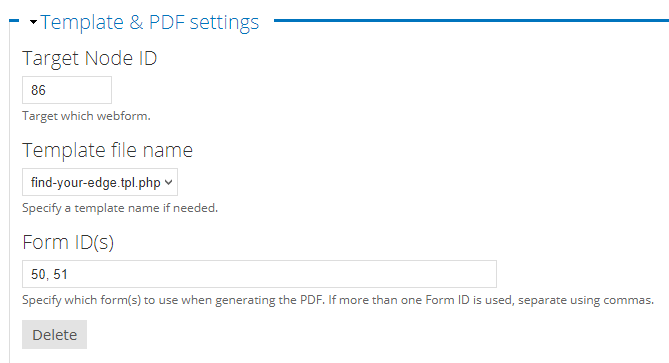 Template & PDF settings
Target Node ID
86
Target which webform.
Template file name
find-your-edge.tpl.php
Specify a template name if needed.
Form ID(s)
50, 51
Specify which form(s) to use when generating the PDF. If more than one Form ID is used, separate using commas.
Delete